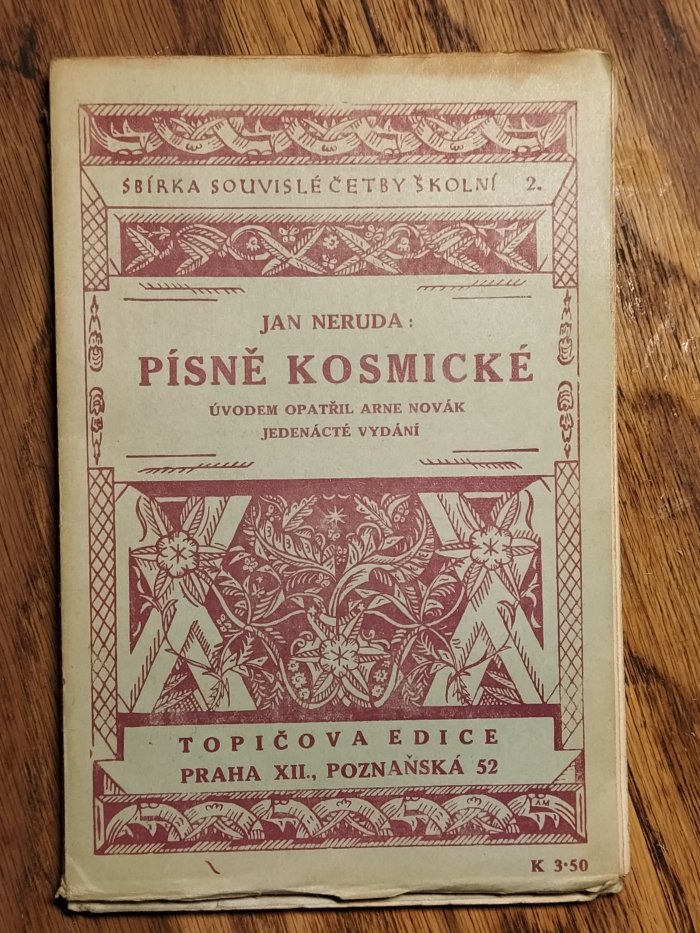 SBÍRKA SOUVISLÉ ČETBY ŠKOLNÍ 2.
JAN NERUDA:
PÍSNĚ KOSMICKÉ
ÚVODEM OPATŘIL ARNE NOVÁK
JEDENÁCTÉ VYDÁNÍ
TOPIČOVA EDICE
PRAHA XII., POZNAŇSKÁ 52
AM
K 3·50